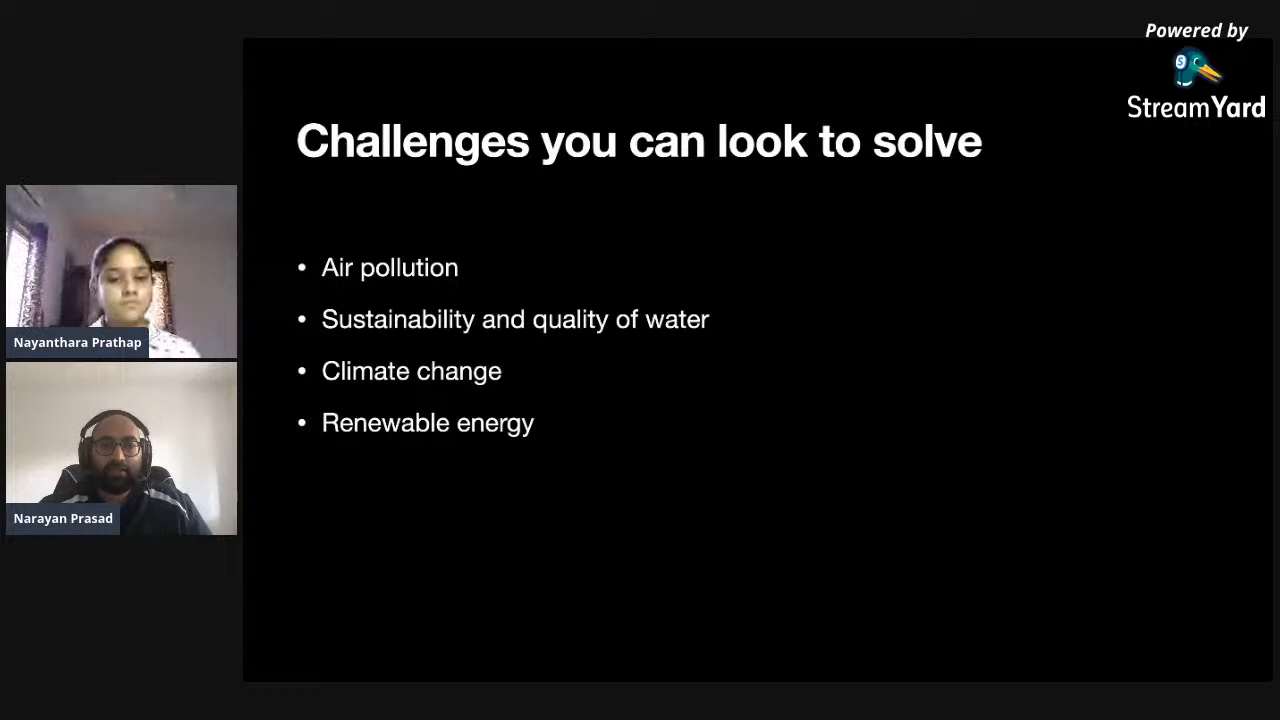 Powered by
StreamYard
Challenges you can look to solve
• Air pollution
• Sustainability and quality of water
• Climate change
• Renewable energy
Nayanthara Prathap
Narayan Prasad